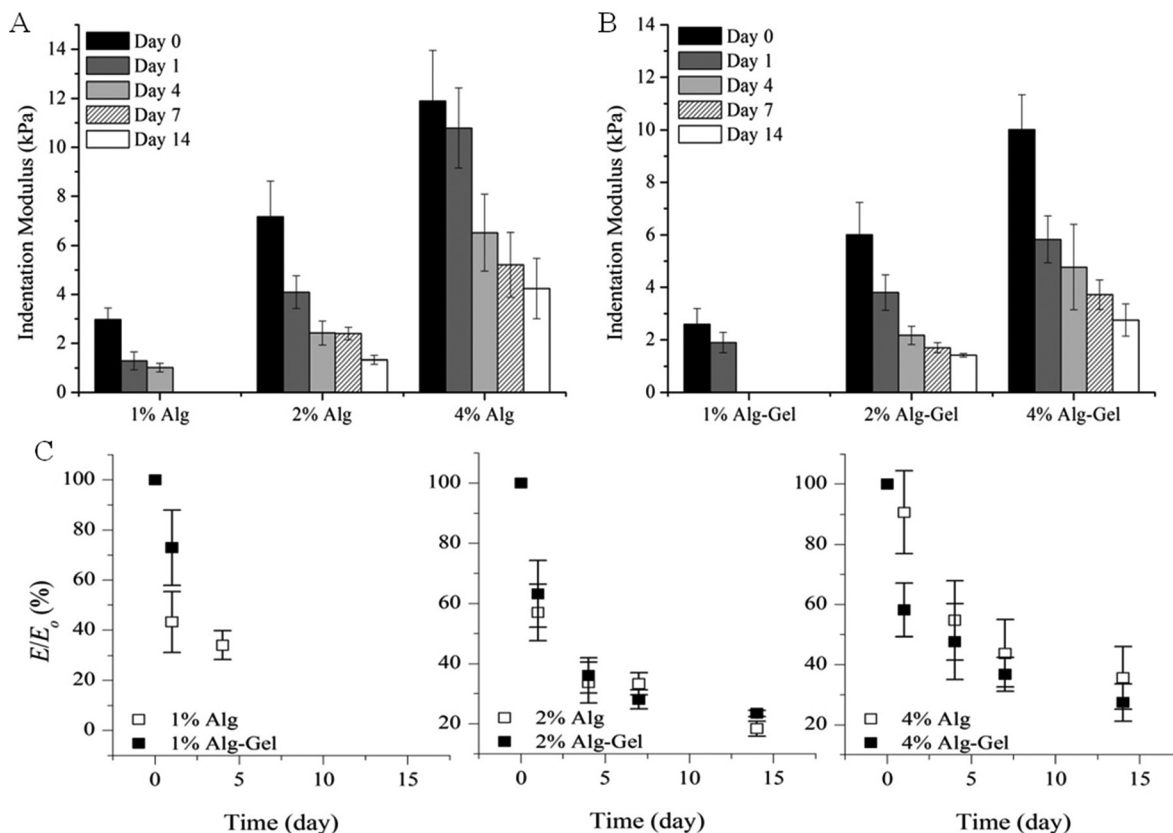 A
Indentation Modulus (kPa)
14
12
10
8
6
4
2
0
Day 0
Day 1
Day 4
Day 7
Day 14
1% Alg
2% Alg
4% Alg
B
Indentation Modulus (kPa)
14
12
10
8
6
4
2
0
Day 0
Day 1
Day 4
Day 7
Day 14
1% Alg-Gel
2% Alg-Gel
4% Alg-Gel
C
E/Eo (%)
100
80
60
40
20
0
1% Alg
1% Alg-Gel
0
5
10
15
Time (day)
100
80
60
40
20
2% Alg
2% Alg-Gel
0
5
10
15
Time (day)
100
80
60
40
20
4% Alg
4% Alg-Gel
0
5
10
15
Time (day)